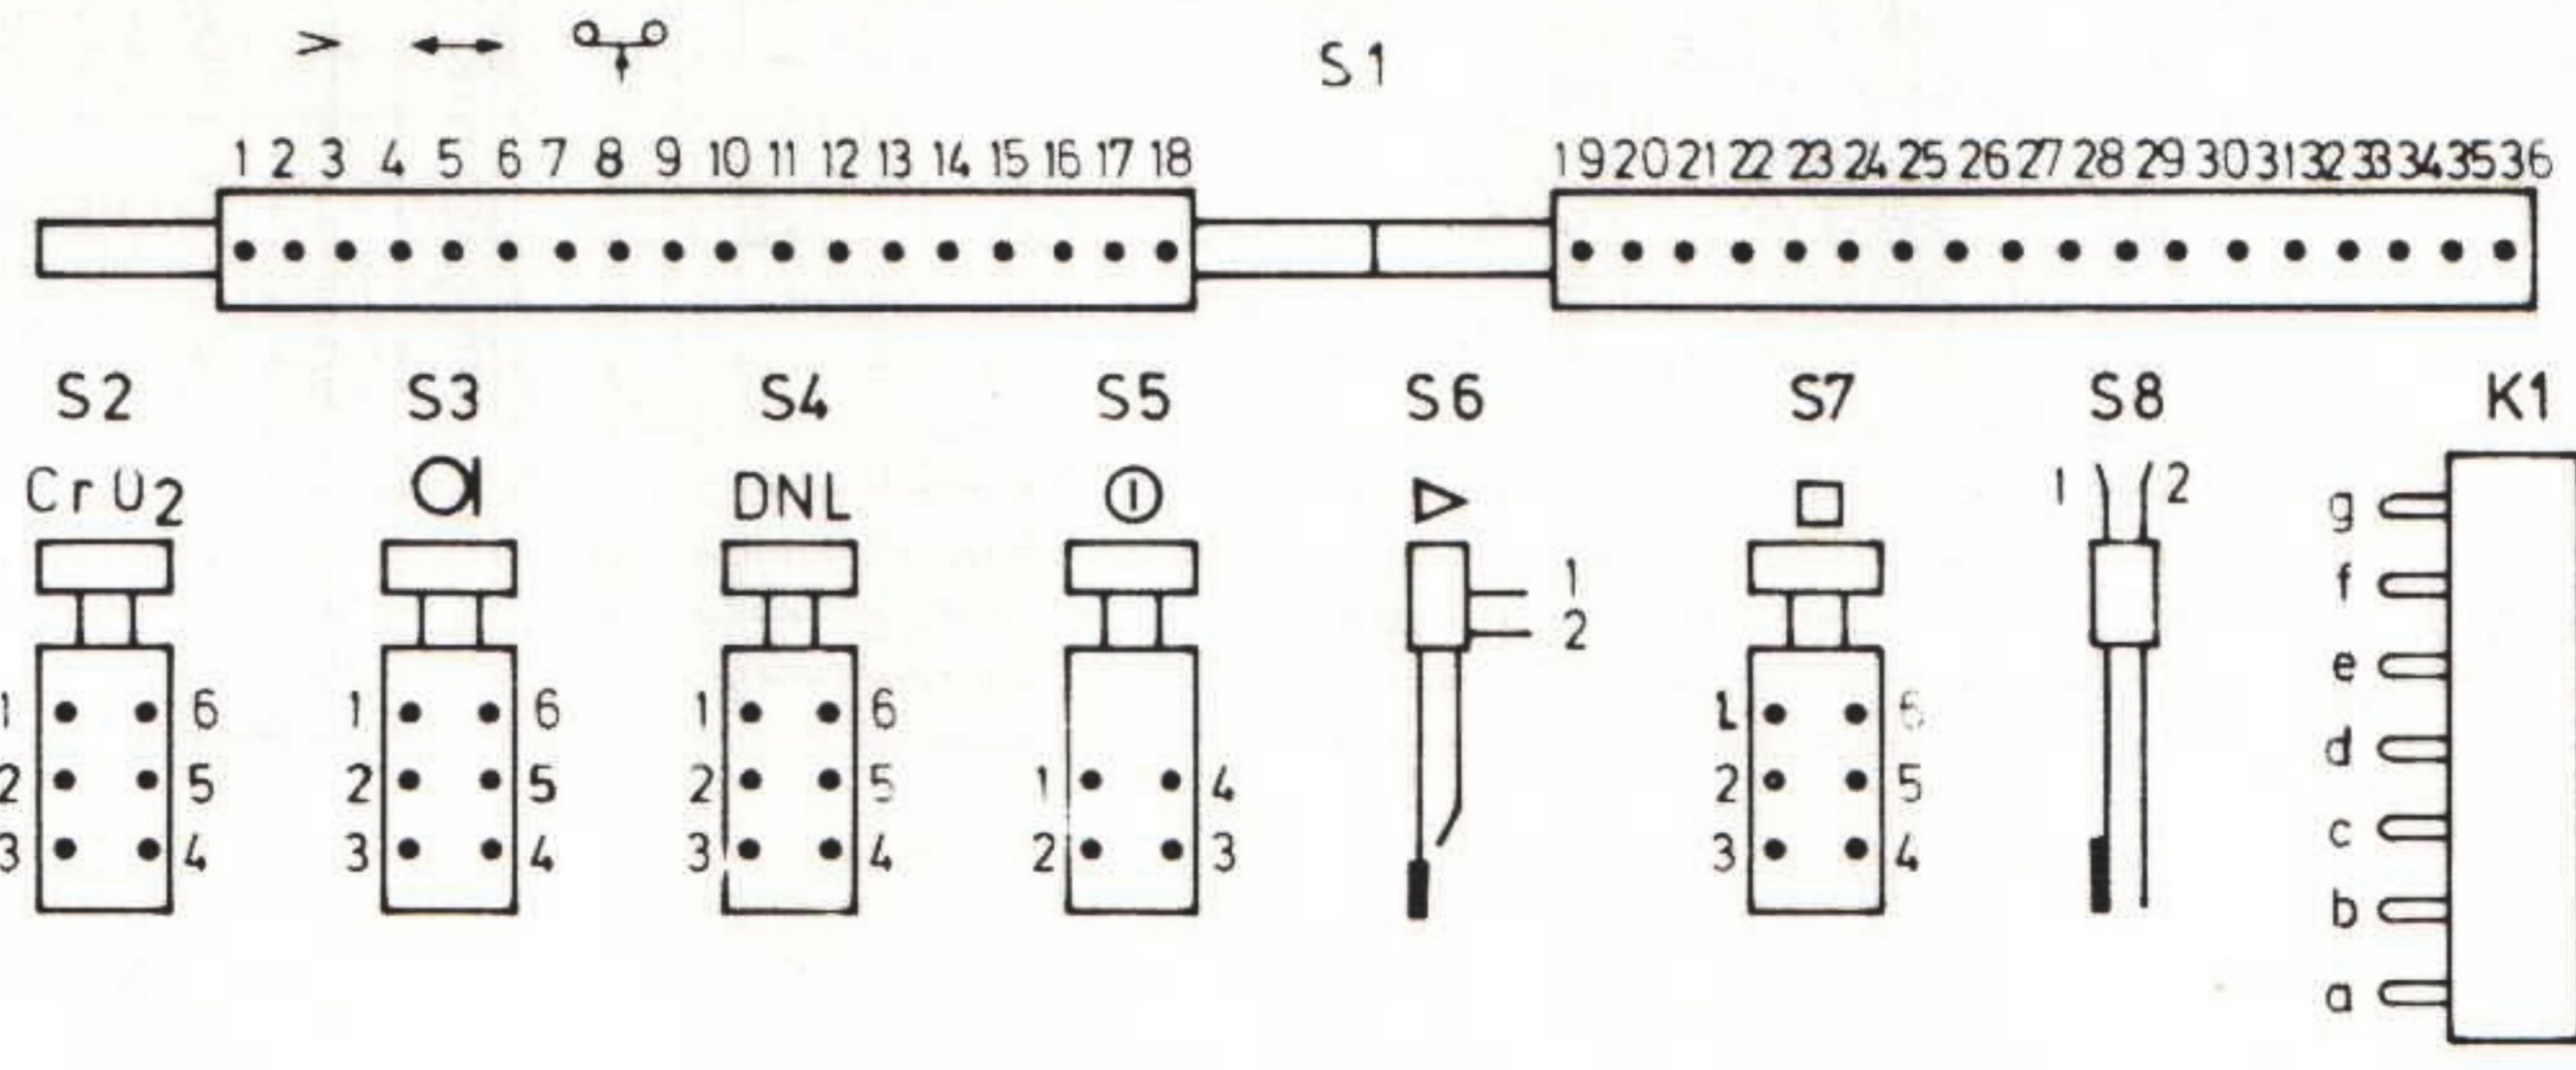 S1
1 2 3 4 5 6 7 8 9 10 11 12 13 14 15 16 17 18 19 20 21 22 23 24 25 26 27 28 29 30 31 32 33 34 35 36
S2 S3 S4 S5 S6 S7 S8 K1
CrO2 DNL 1 2 g
1 2 f
e
1 6 1 6 1 6 1 6 d
2 5 2 5 2 5 1 4 2 5 c
3 4 3 4 3 4 2 3 3 4 b
a